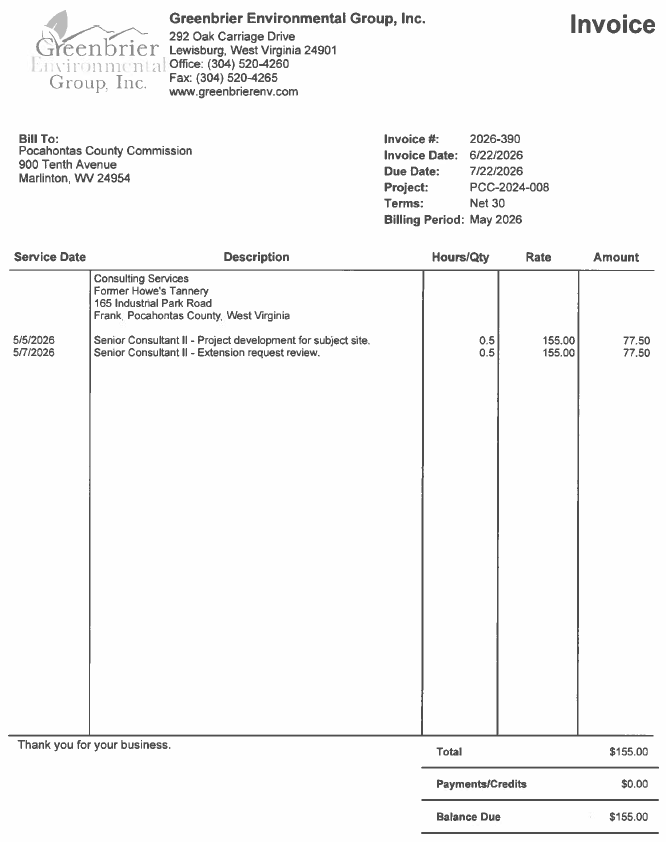 Greenbrier
Environmental
Group, Inc.
Greenbrier Environmental Group, Inc.
292 Oak Carriage Drive
Lewisburg, West Virginia 24901
Office: (304) 520-4260
Fax: (304) 520-4265
www.greenbrierenv.com
Invoice
Bill To:
Pocahontas County Commission
900 Tenth Avenue
Marlinton, WV 24954
Invoice #: 2026-390
Invoice Date: 6/22/2026
Due Date: 7/22/2026
Project: PCC-2024-008
Terms: Net 30
Billing Period: May 2026
Service Date Description Hours/Qty Rate Amount
Consulting Services
Former Howe's Tannery
165 Industrial Park Road
Frank, Pocahontas County, West Virginia
5/5/2026 Senior Consultant II - Project development for subject site. 0.5 155.00 77.50
5/7/2026 Senior Consultant II - Extension request review. 0.5 155.00 77.50
Thank you for your business.
Total $155.00
Payments/Credits $0.00
Balance Due $155.00